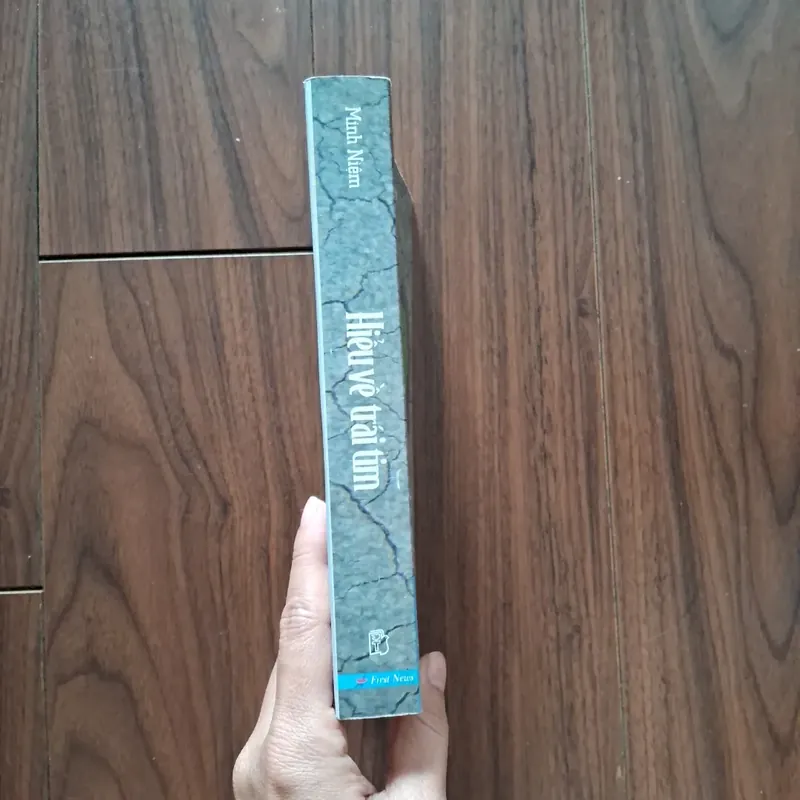 Minh Niệm
Hiểu về trái tim
First News